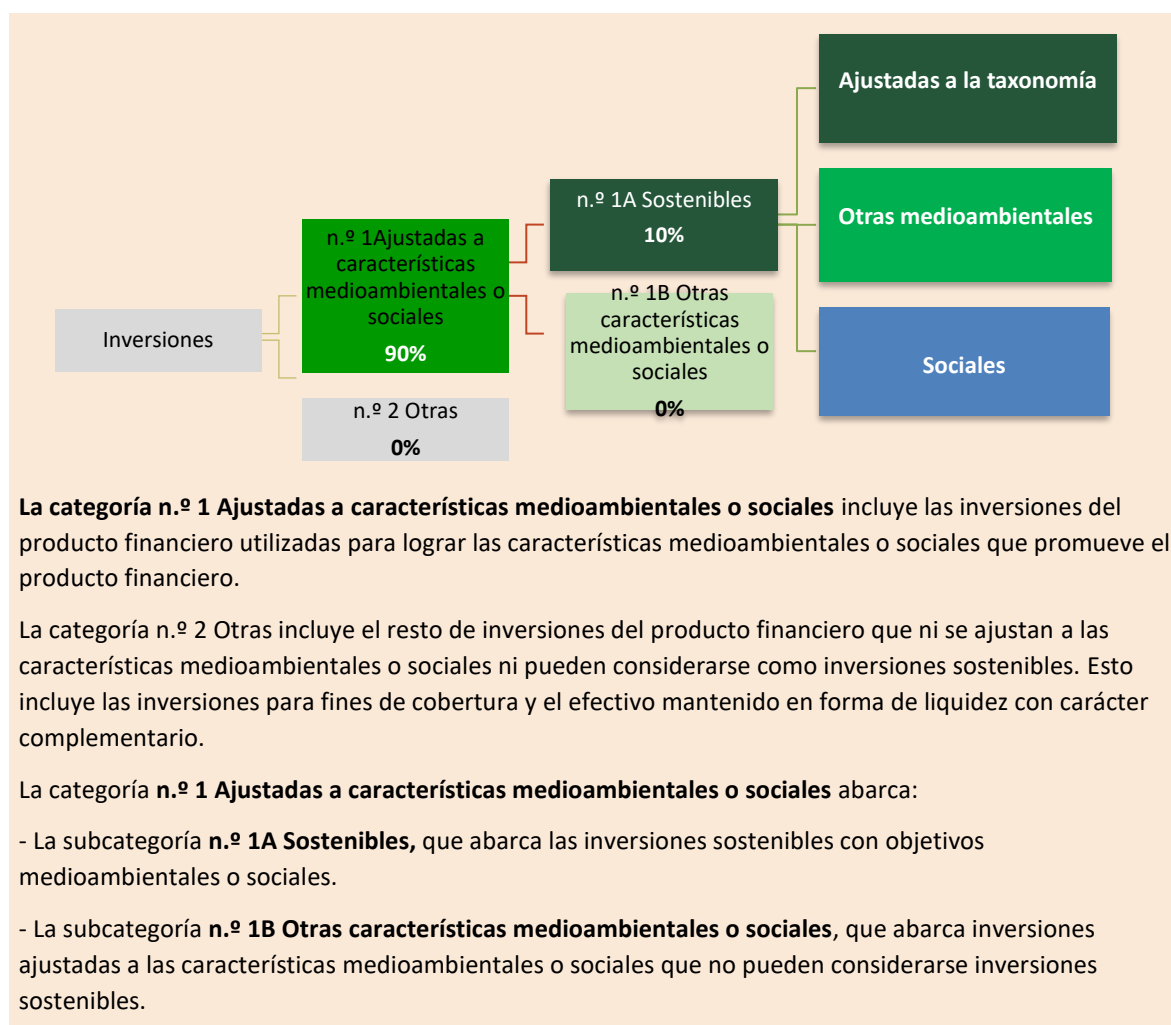 Ajustadas a la taxonomía
n.º 1A Sostenibles
10%
Otras medioambientales
n.º 1Ajustadas a
características
medioambientales o
sociales
90%
n.º 1B Otras
características
medioambientales o
sociales
0%
Inversiones
Sociales
n.º 2 Otras
0%
La categoría n.º 1 Ajustadas a características medioambientales o sociales incluye las inversiones del
producto financiero utilizadas para lograr las características medioambientales o sociales que promueve el
producto financiero.
La categoría n.º 2 Otras incluye el resto de inversiones del producto financiero que ni se ajustan a las
características medioambientales o sociales ni pueden considerarse como inversiones sostenibles. Esto
incluye las inversiones para fines de cobertura y el efectivo mantenido en forma de liquidez con carácter
complementario.
La categoría n.º 1 Ajustadas a características medioambientales o sociales abarca:
- La subcategoría n.º 1A Sostenibles, que abarca las inversiones sostenibles con objetivos
medioambientales o sociales.
- La subcategoría n.º 1B Otras características medioambientales o sociales, que abarca inversiones
ajustadas a las características medioambientales o sociales que no pueden considerarse inversiones
sostenibles.